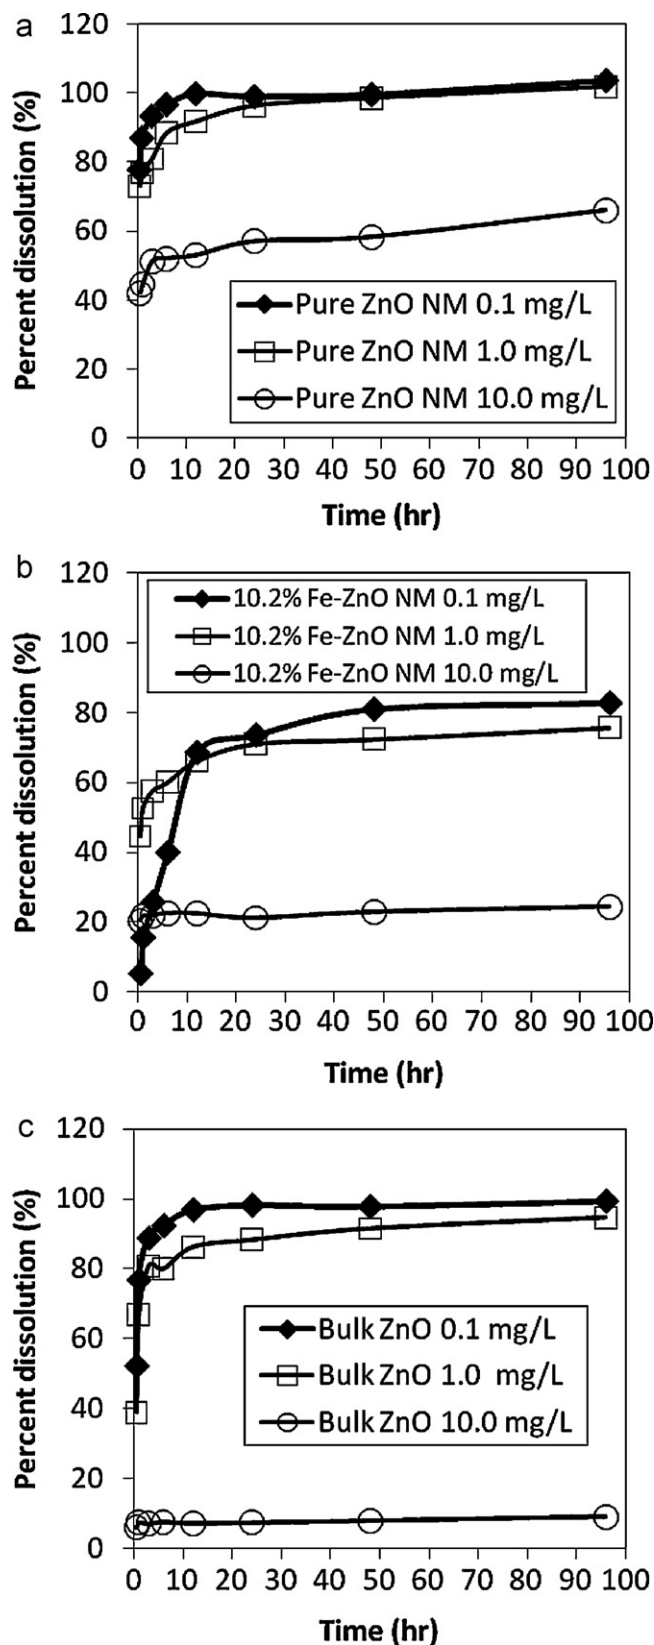 a
120
100
80
60
40
20
0
Percent dissolution (%)
Pure ZnO NM 0.1 mg/L
Pure ZnO NM 1.0 mg/L
Pure ZnO NM 10.0 mg/L
0 10 20 30 40 50 60 70 80 90 100
Time (hr)
b
120
100
80
60
40
20
0
Percent dissolution (%)
10.2% Fe-ZnO NM 0.1 mg/L
10.2% Fe-ZnO NM 1.0 mg/L
10.2% Fe-ZnO NM 10.0 mg/L
0 10 20 30 40 50 60 70 80 90 100
Time (hr)
c
120
100
80
60
40
20
0
Percent dissolution (%)
Bulk ZnO 0.1 mg/L
Bulk ZnO 1.0 mg/L
Bulk ZnO 10.0 mg/L
0 10 20 30 40 50 60 70 80 90 100
Time (hr)